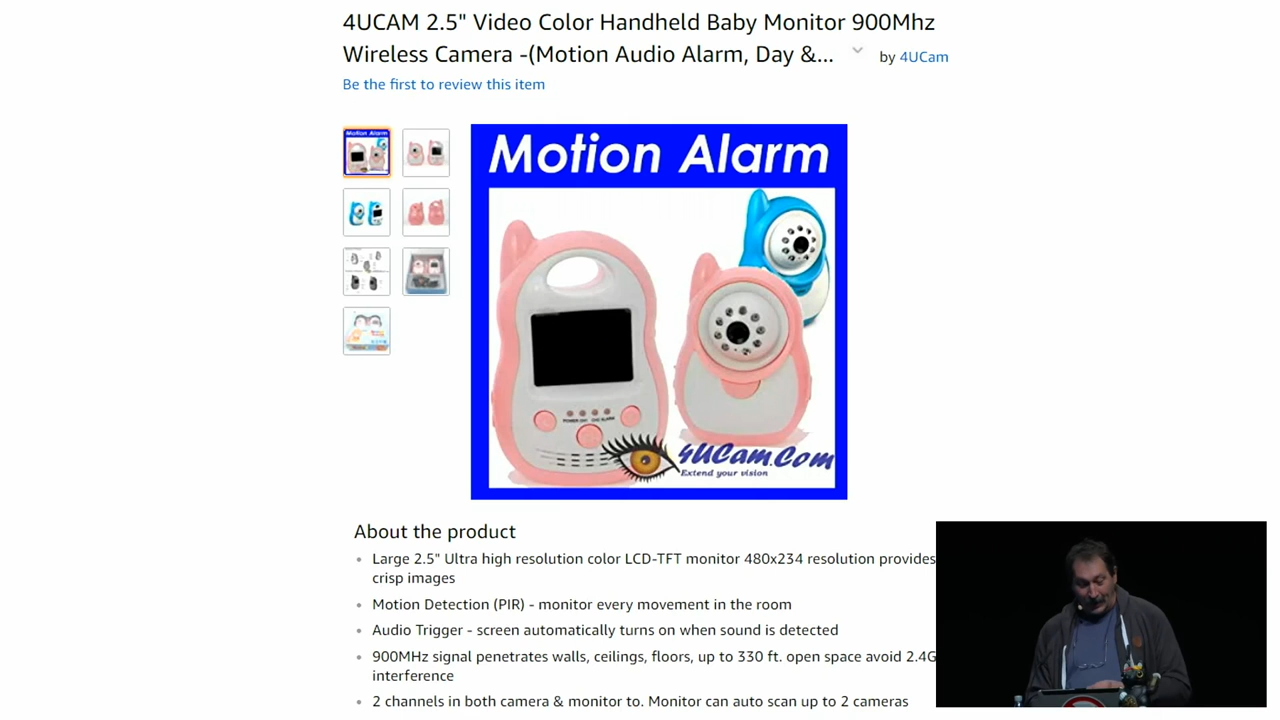 4UCAM 2.5" Video Color Handheld Baby Monitor 900Mhz
Wireless Camera -(Motion Audio Alarm, Day &... by 4UCam
Be the first to review this item
Motion Alarm
Motion Alarm
POWER
ALARM
4UCam.Com
Extend your vision
About the product
Large 2.5" Ultra high resolution color LCD-TFT monitor 480x234 resolution provides
crisp images
Motion Detection (PIR) - monitor every movement in the room
Audio Trigger - screen automatically turns on when sound is detected
900MHz signal penetrates walls, ceilings, floors, up to 330 ft. open space avoid 2.4G
interference
2 channels in both camera & monitor to. Monitor can auto scan up to 2 cameras